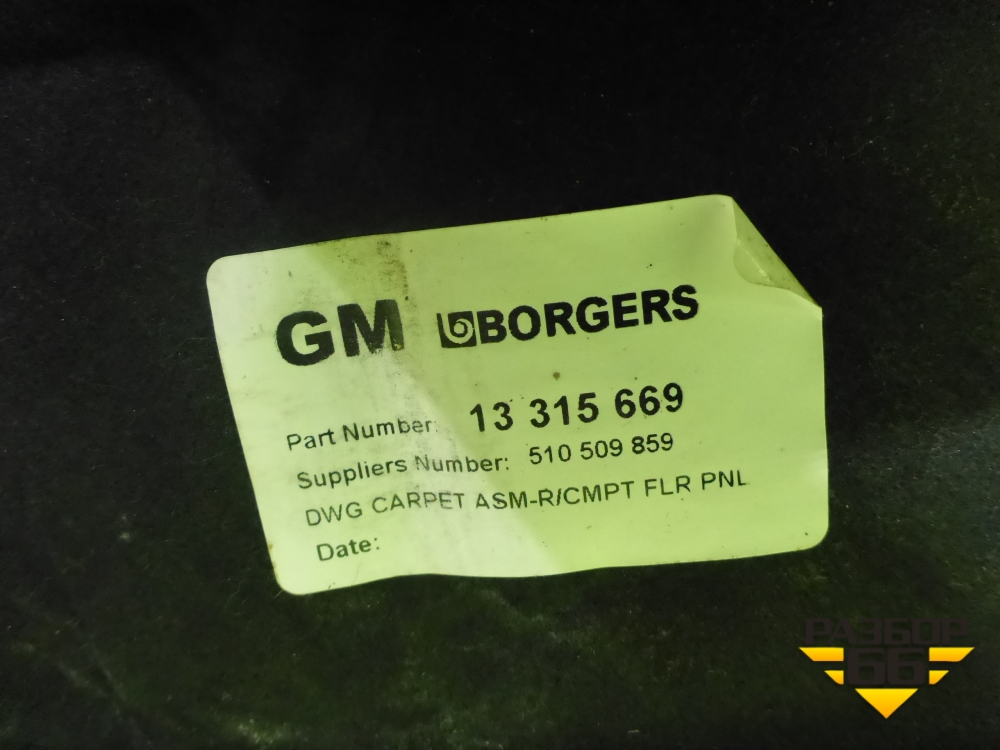 GM BORGERS
Part Number: 13 315 669
Suppliers Number: 510 509 859
DWG CARPET ASM-R/CMPT FLR PNL
Date:
РАЗБОР
66